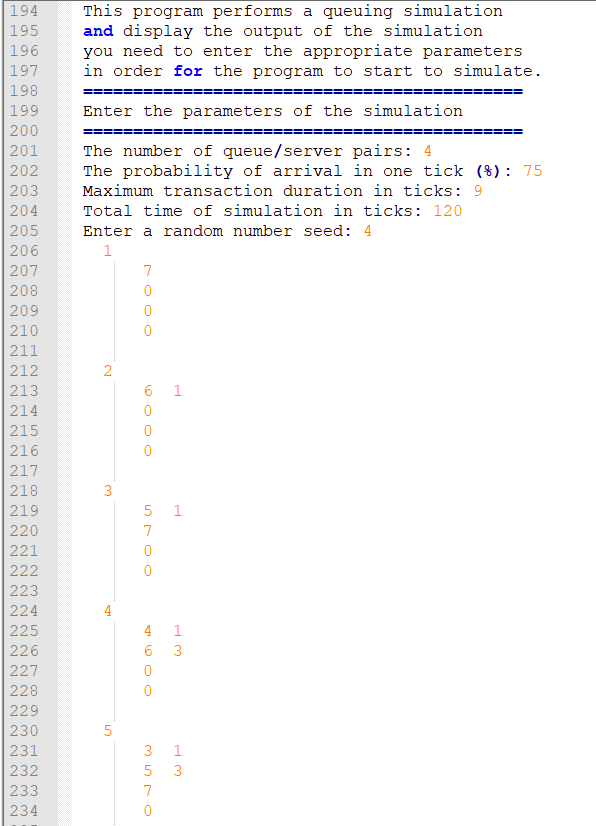 194 This program performs a queuing simulation
195 and display the output of the simulation
196 you need to enter the appropriate parameters
197 in order for the program to start to simulate.
198 ============================================
199 Enter the parameters of the simulation
200 ============================================
201 The number of queue/server pairs: 4
202 The probability of arrival in one tick (%): 75
203 Maximum transaction duration in ticks: 9
204 Total time of simulation in ticks: 120
205 Enter a random number seed: 4
206 1
207 7
208 0
209 0
210 0
211
212 2
213 6 1
214 0
215 0
216 0
217
218 3
219 5 1
220 7
221 0
222 0
223
224 4
225 4 1
226 6 3
227 0
228 0
229
230 5
231 3 1
232 5 3
233 7
234 0